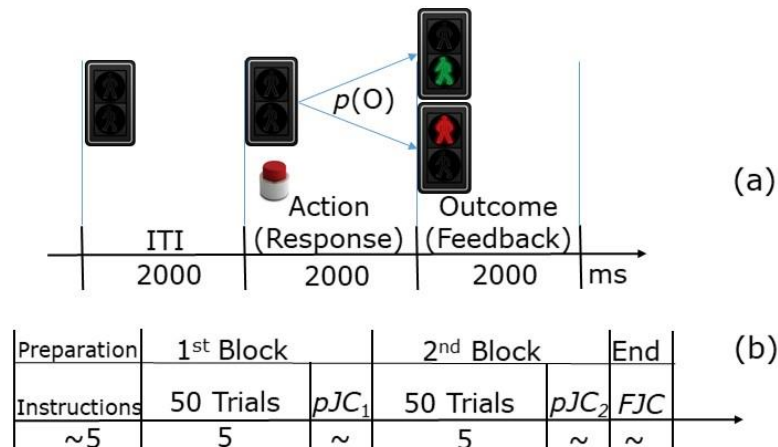 p(O)
(a)
Action Outcome
ITI (Response) (Feedback)
2000 2000 2000 ms
Preparation 1st Block 2nd Block End (b)
Instructions 50 Trials pJC1 50 Trials pJC2 FJC
~5 5 ~ 5 ~ ~